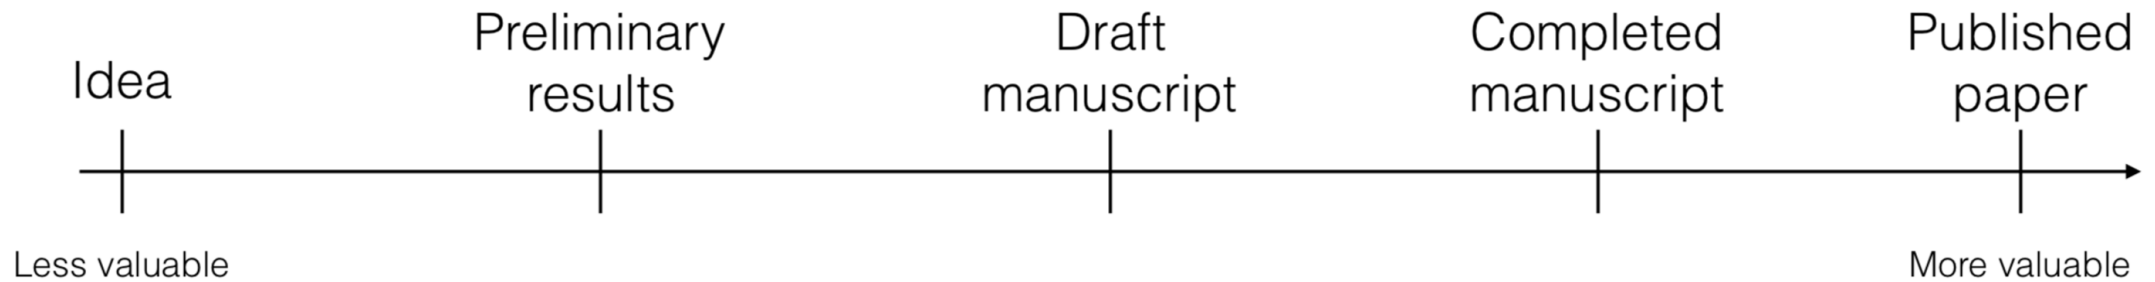 Idea
Preliminary
results
Draft
manuscript
Completed
manuscript
Published
paper
Less valuable
More valuable